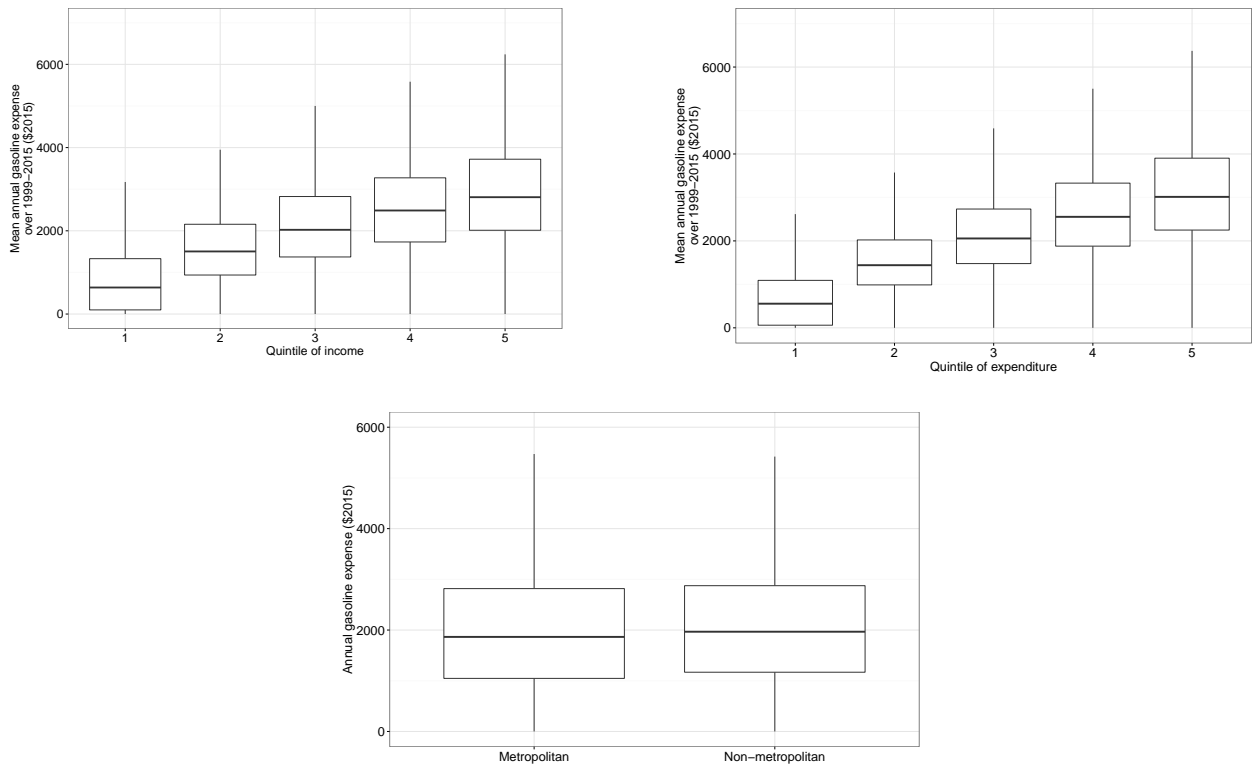 Mean annual gasoline expense
over 1999−2015 ($2015)
6000
4000
2000
0
1 2 3 4 5
Quintile of income
Mean annual gasoline expense
over 1999−2015 ($2015)
6000
4000
2000
0
1 2 3 4 5
Quintile of expenditure
Annual gasoline expense ($2015)
6000
4000
2000
0
Metropolitan Non−metropolitan